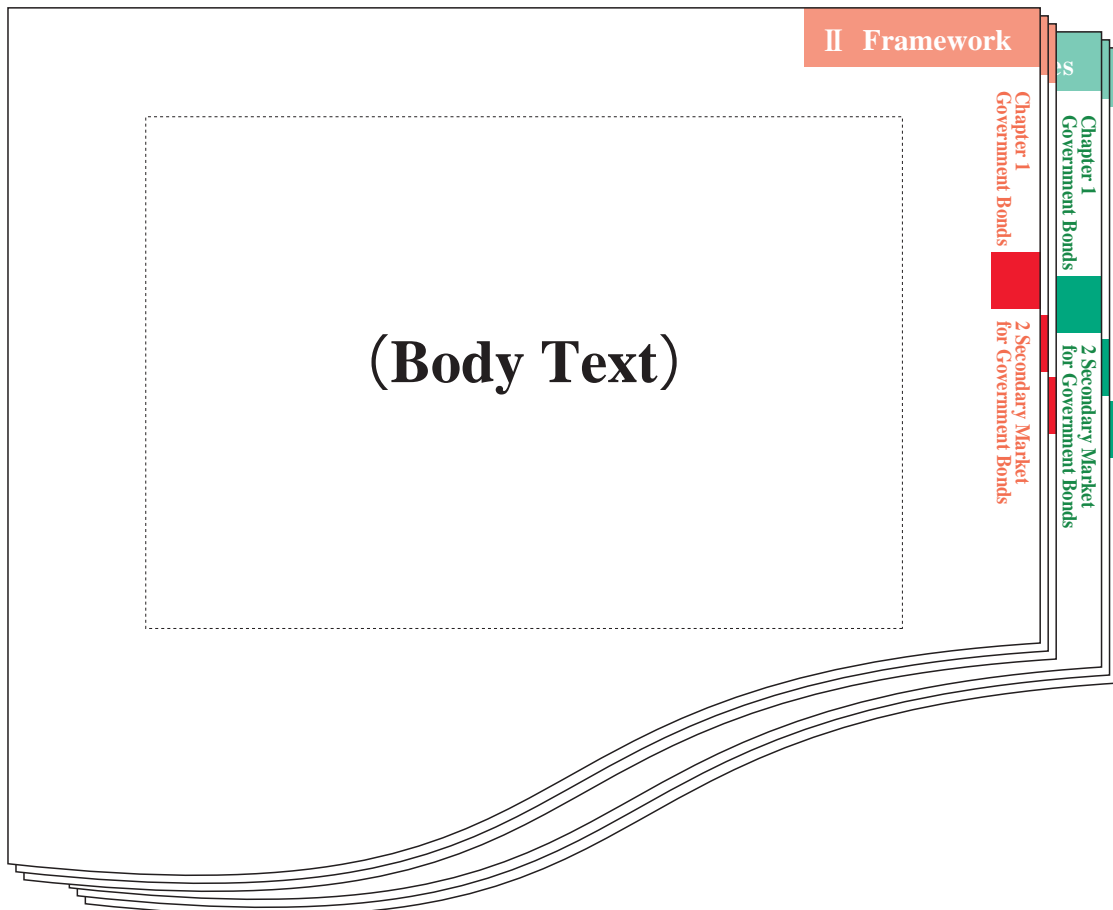 Ⅱ Framework
es
Chapter 1
Government Bonds
2 Secondary Market
for Government Bonds
Chapter 1
Government Bonds
2 Secondary Market
for Government Bonds
(Body Text)